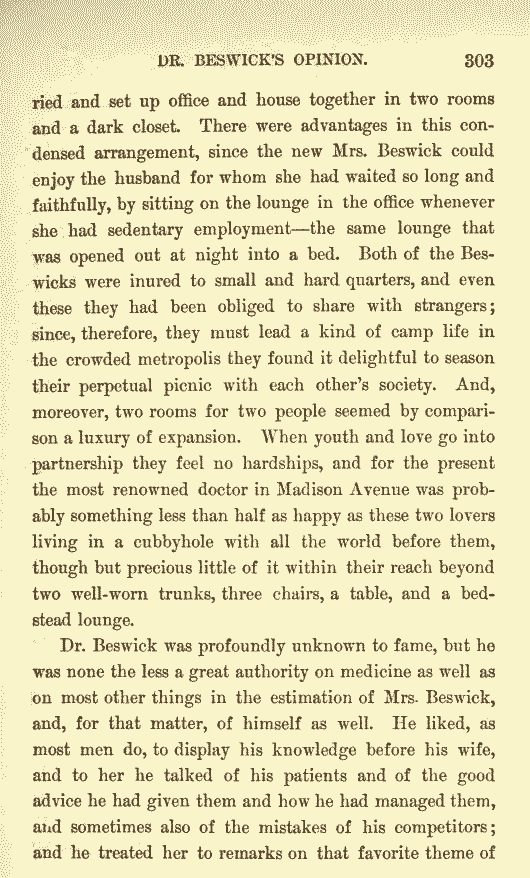 DR. BESWICK'S OPINION. 303
ried and set up office and house together in two rooms
and a dark closet. There were advantages in this con-
densed arrangement, since the new Mrs. Beswick could
enjoy the husband for whom she had waited so long and
faithfully, by sitting on the lounge in the office whenever
she had sedentary employment—the same lounge that
was opened out at night into a bed. Both of the Bes-
wicks were inured to small and hard quarters, and even
these they had been obliged to share with strangers;
since, therefore, they must lead a kind of camp life in
the crowded metropolis they found it delightful to season
their perpetual picnic with each other's society. And,
moreover, two rooms for two people seemed by compari-
son a luxury of expansion. When youth and love go into
partnership they feel no hardships, and for the present
the most renowned doctor in Madison Avenue was prob-
ably something less than half as happy as these two lovers
living in a cubbyhole with all the world before them,
though but precious little of it within their reach beyond
two well-worn trunks, three chairs, a table, and a bed-
stead lounge.
Dr. Beswick was profoundly unknown to fame, but he
was none the less a great authority on medicine as well as
on most other things in the estimation of Mrs. Beswick,
and, for that matter, of himself as well. He liked, as
most men do, to display his knowledge before his wife,
and to her he talked of his patients and of the good
advice he had given them and how he had managed them,
and sometimes also of the mistakes of his competitors;
and he treated her to remarks on that favorite theme of